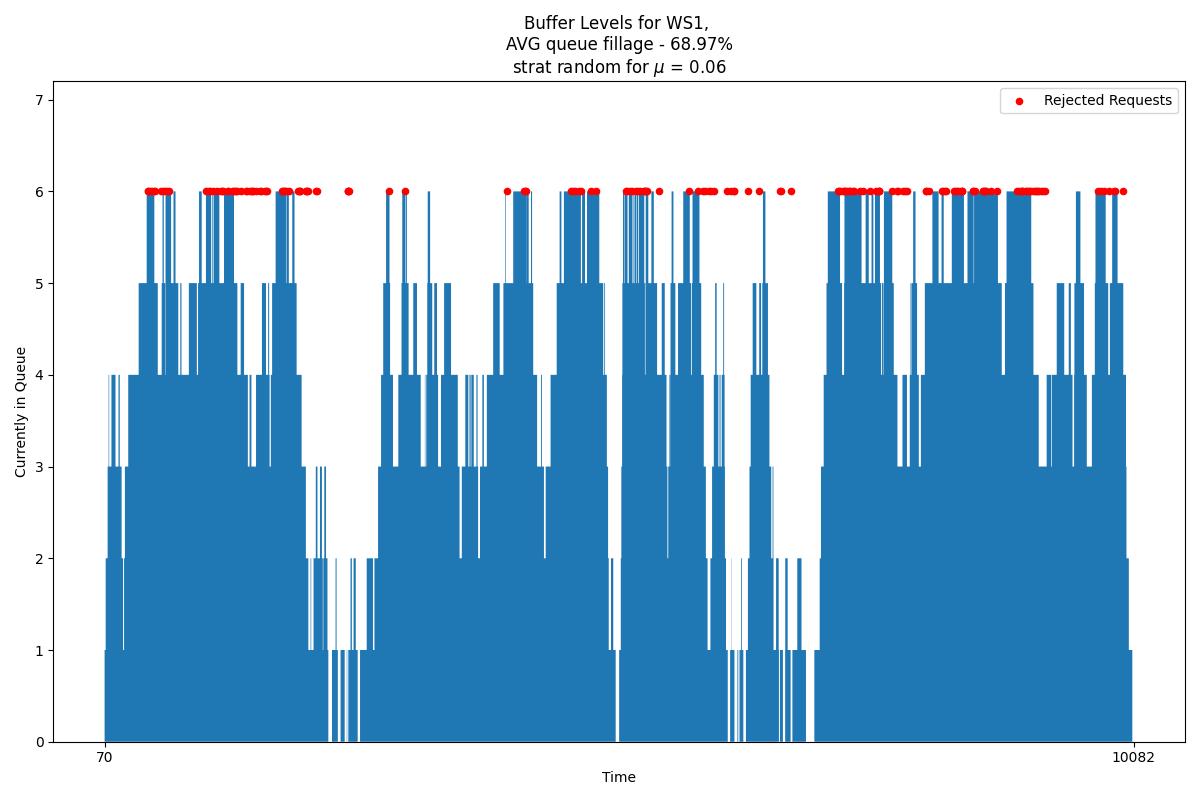 Buffer Levels for WS1,
AVG queue fillage - 68.97%
strat random for μ = 0.06
Rejected Requests
Currently in Queue
7
6
5
4
3
2
1
0
70
10082
Time